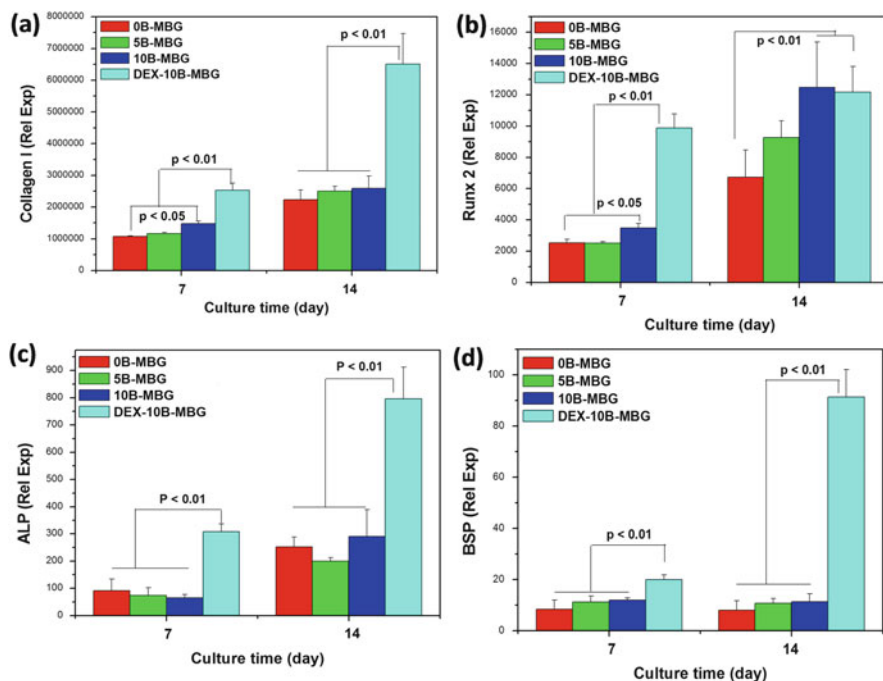 (a)
0B-MBG
5B-MBG
10B-MBG
DEX-10B-MBG
p < 0.01
p < 0.01
p < 0.05
8000000
7000000
6000000
5000000
4000000
3000000
2000000
1000000
0
Collagen I (Rel Exp)
7
14
Culture time (day)
(b)
0B-MBG
5B-MBG
10B-MBG
DEX-10B-MBG
p < 0.01
p < 0.01
p < 0.05
16000
14000
12000
10000
8000
6000
4000
2000
0
Runx 2 (Rel Exp)
7
14
Culture time (day)
(c)
0B-MBG
5B-MBG
10B-MBG
DEX-10B-MBG
P < 0.01
P < 0.01
900
800
700
600
500
400
300
200
100
0
ALP (Rel Exp)
7
14
Culture time (day)
(d)
0B-MBG
5B-MBG
10B-MBG
DEX-10B-MBG
p < 0.01
p < 0.01
100
80
60
40
20
0
BSP (Rel Exp)
7
14
Culture time (day)